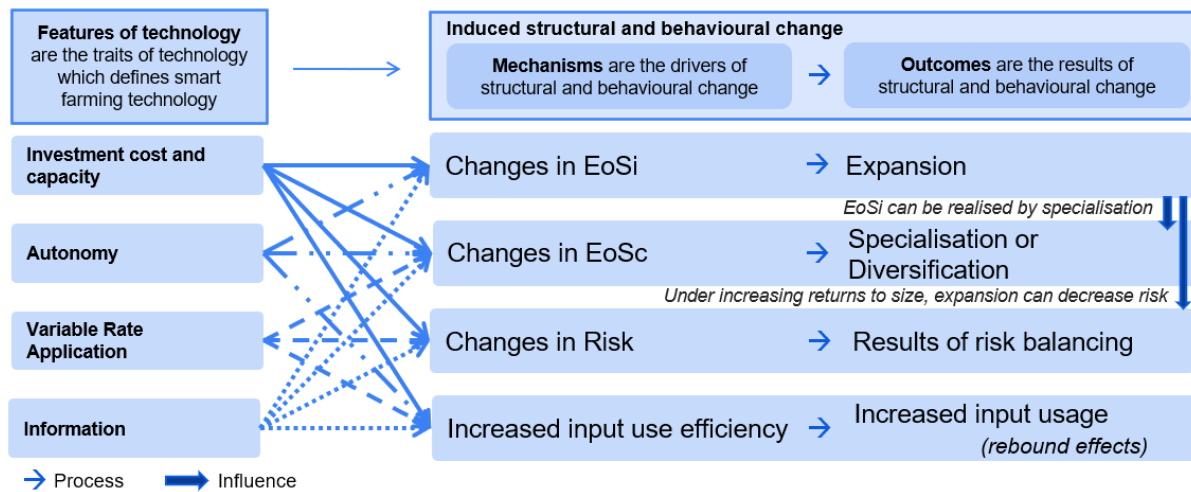 Features of technology
are the traits of technology
which defines smart
farming technology
Induced structural and behavioural change
Mechanisms are the drivers of
structural and behavioural change
Outcomes are the results of
structural and behavioural change
Investment cost and
capacity
Changes in EoSi
Expansion
EoSi can be realised by specialisation
Autonomy
Changes in EoSc
Specialisation or
Diversification
Under increasing returns to size, expansion can decrease risk
Variable Rate
Application
Changes in Risk
Results of risk balancing
Information
Increased input use efficiency
Increased input usage
(rebound effects)
Process
Influence